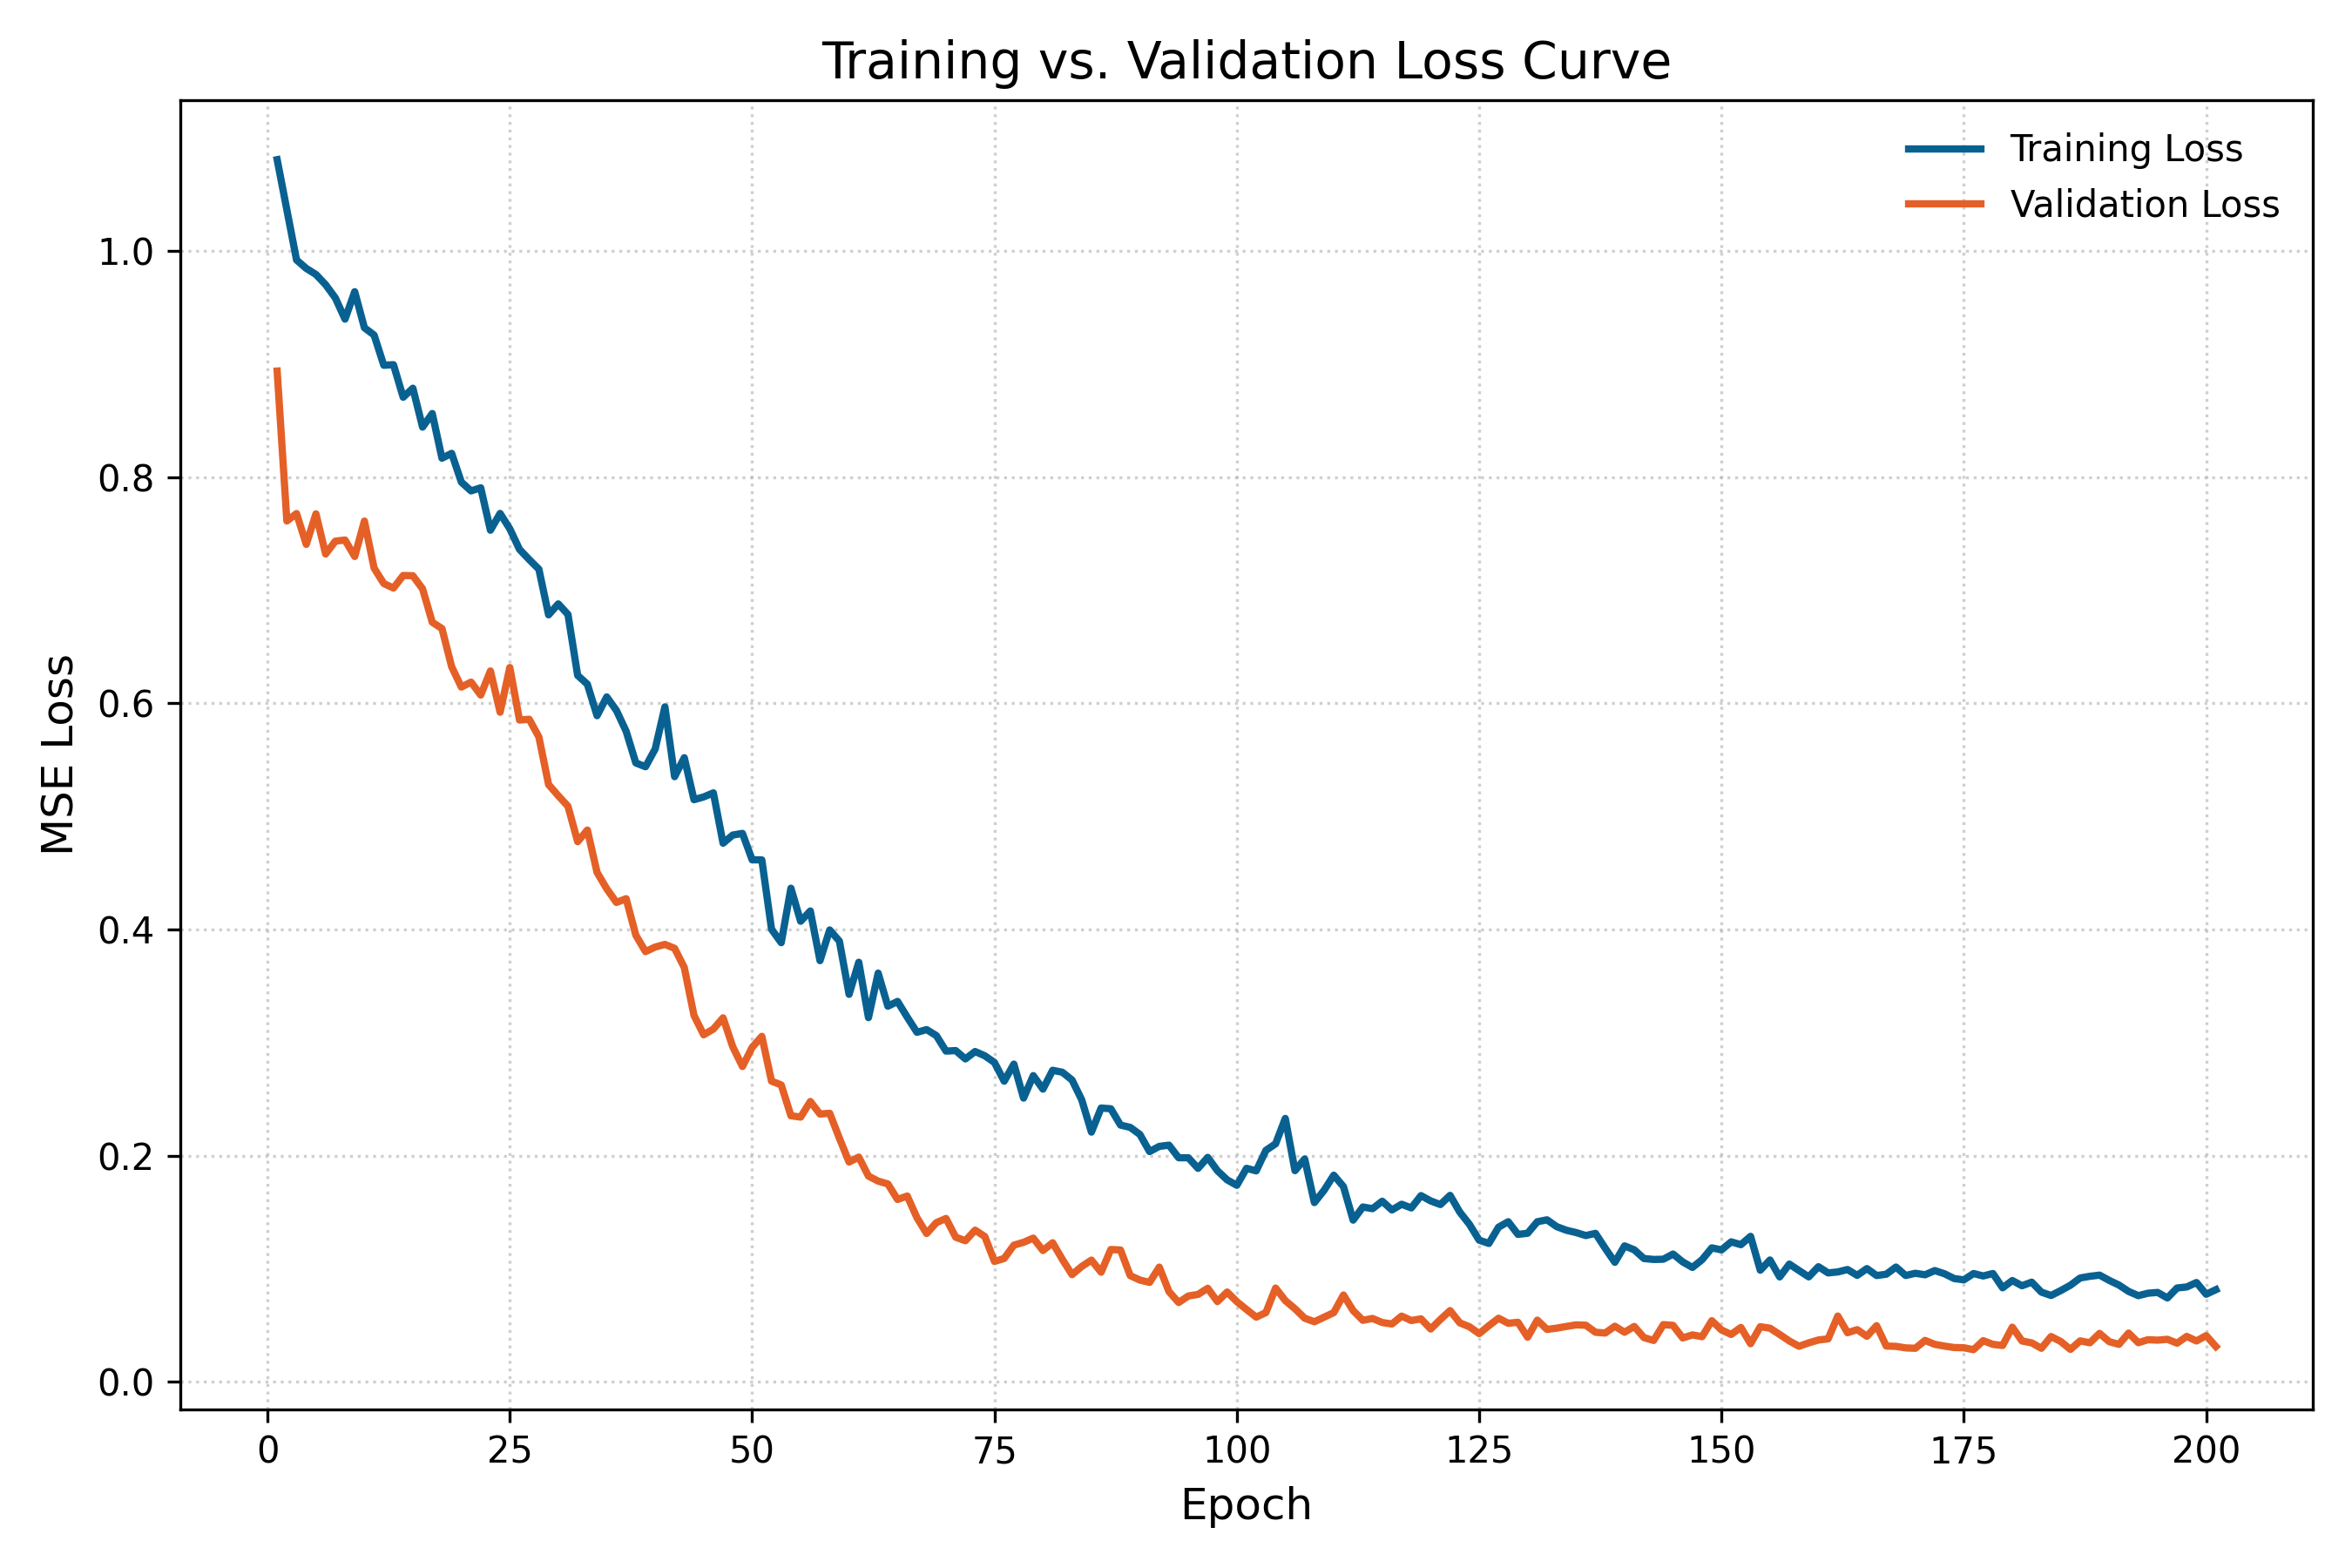 Training vs. Validation Loss Curve
Training Loss
Validation Loss
1.0
0.8
0.6
0.4
0.2
0.0
MSE Loss
0 25 50 75 100 125 150 175 200
Epoch